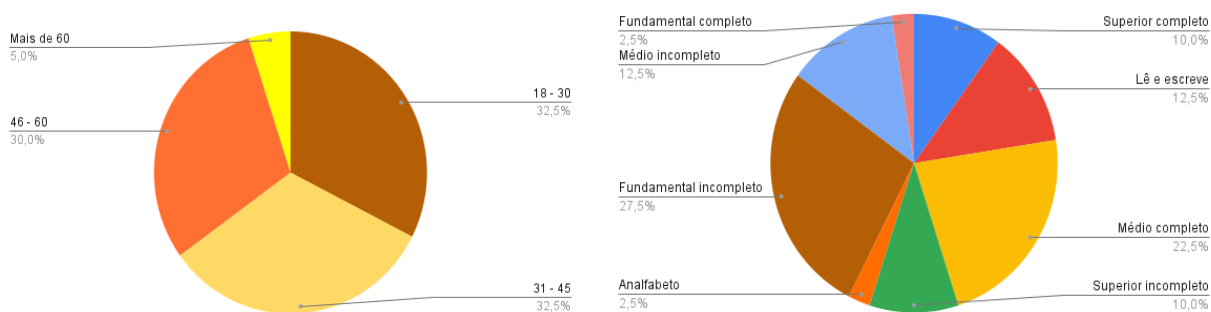 Mais de 60
5,0%
46 - 60
30,0%
18 - 30
32,5%
31 - 45
32,5%
Fundamental completo
2,5%
Médio incompleto
12,5%
Fundamental incompleto
27,5%
Analfabeto
2,5%
Superior completo
10,0%
Lê e escreve
12,5%
Médio completo
22,5%
Superior incompleto
10,0%